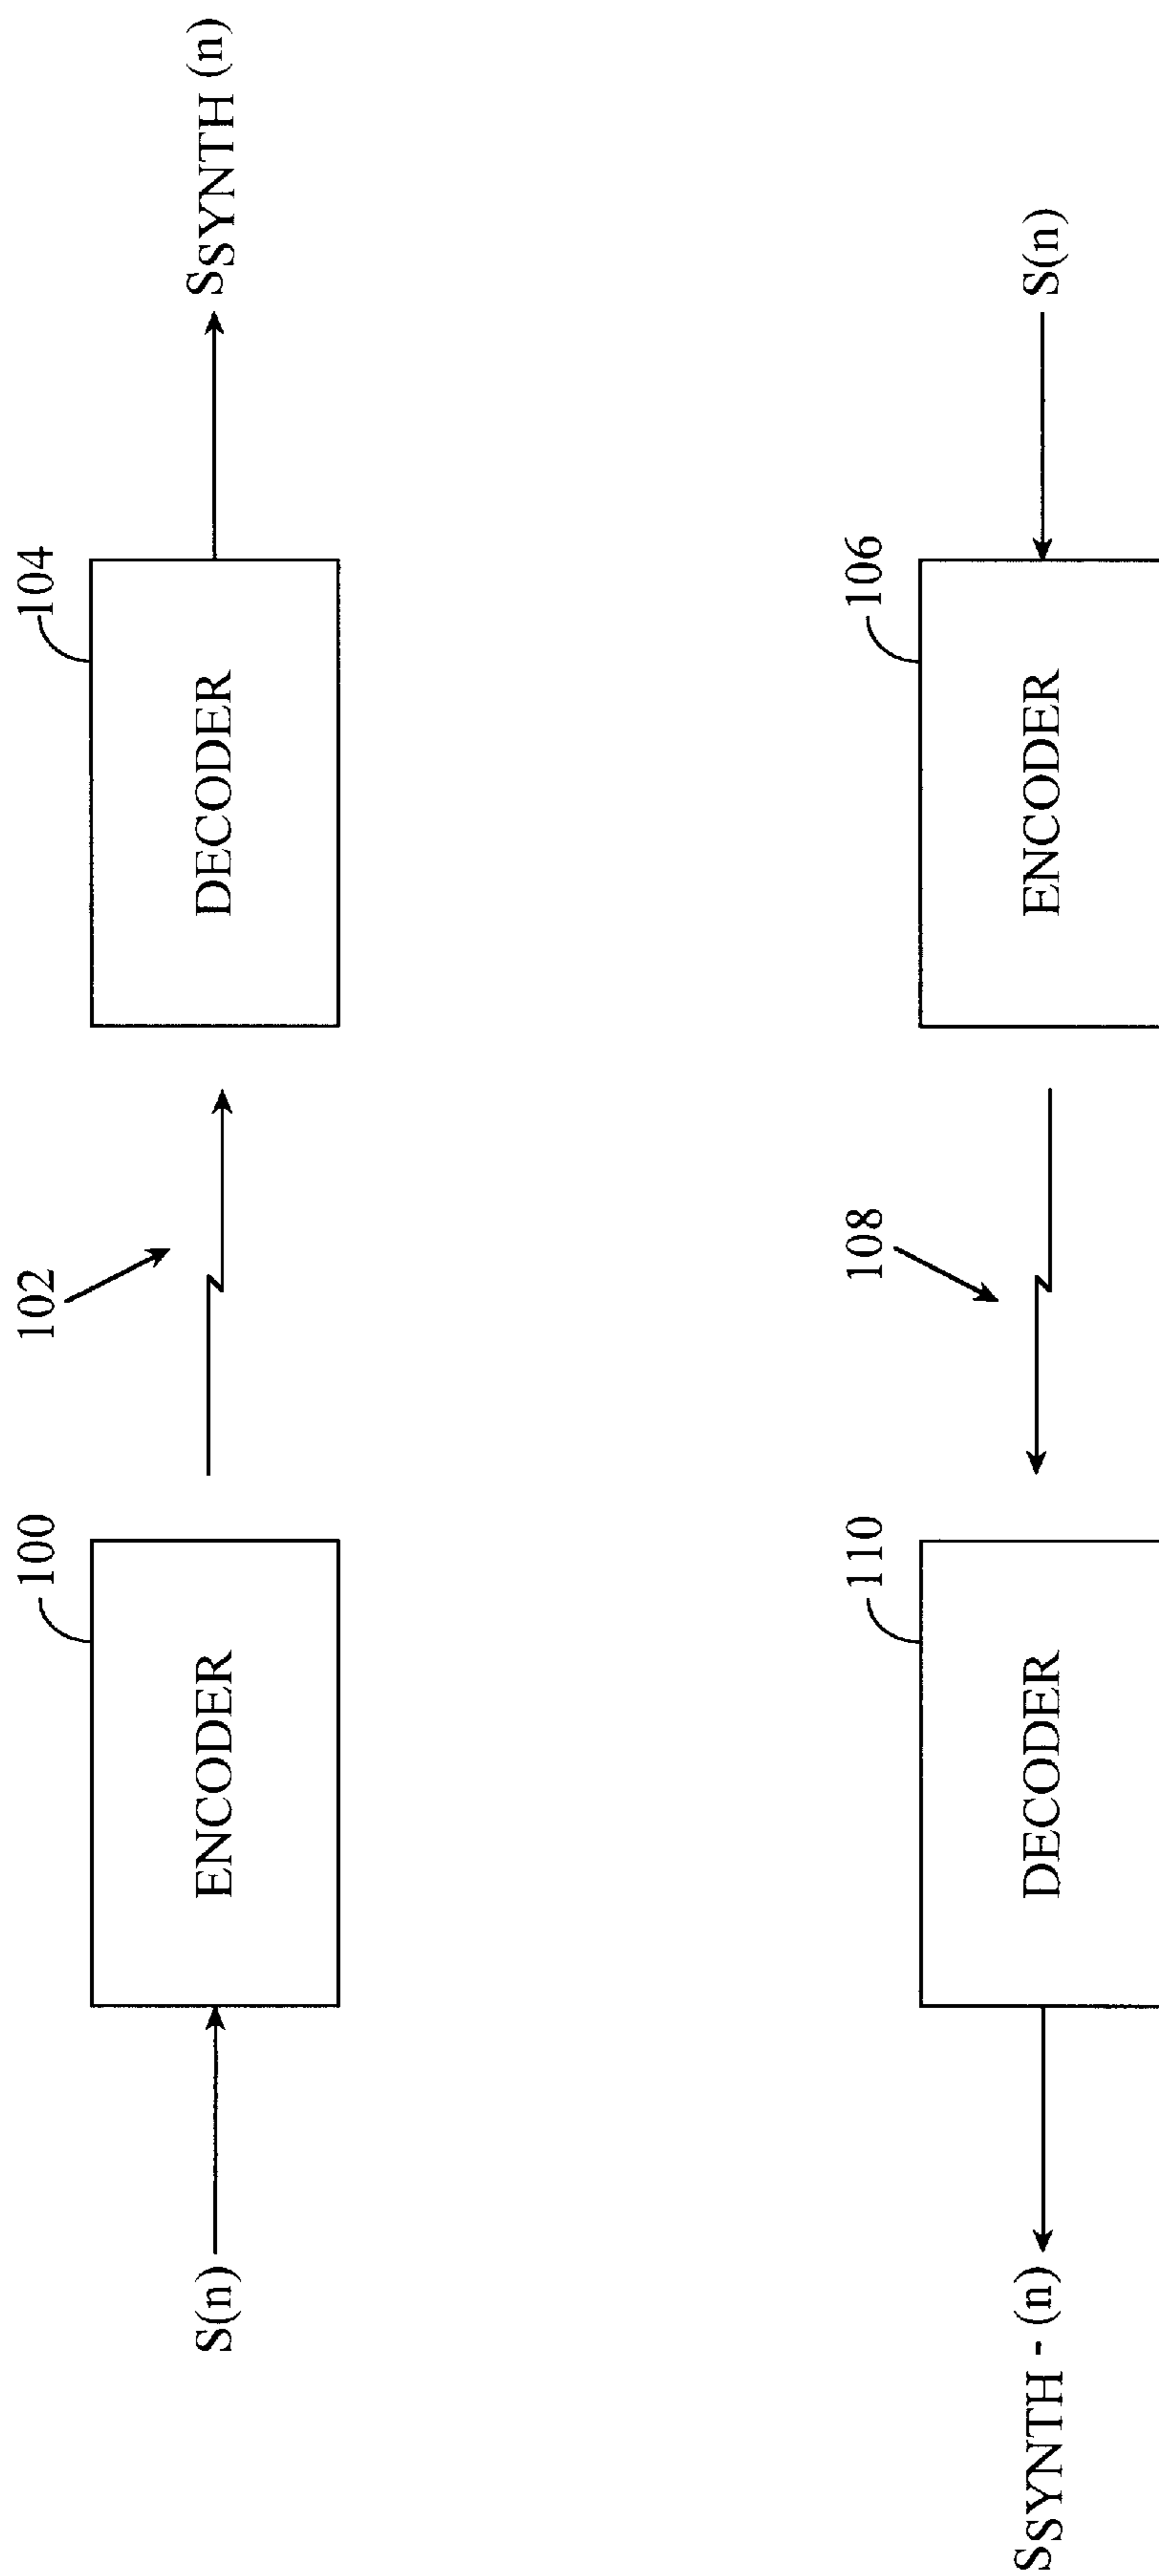 100
102
104
S(n)
ENCODER
DECODER
SSYNTH (n)
110
108
106
SSYNTH - (n)
DECODER
ENCODER
S(n)